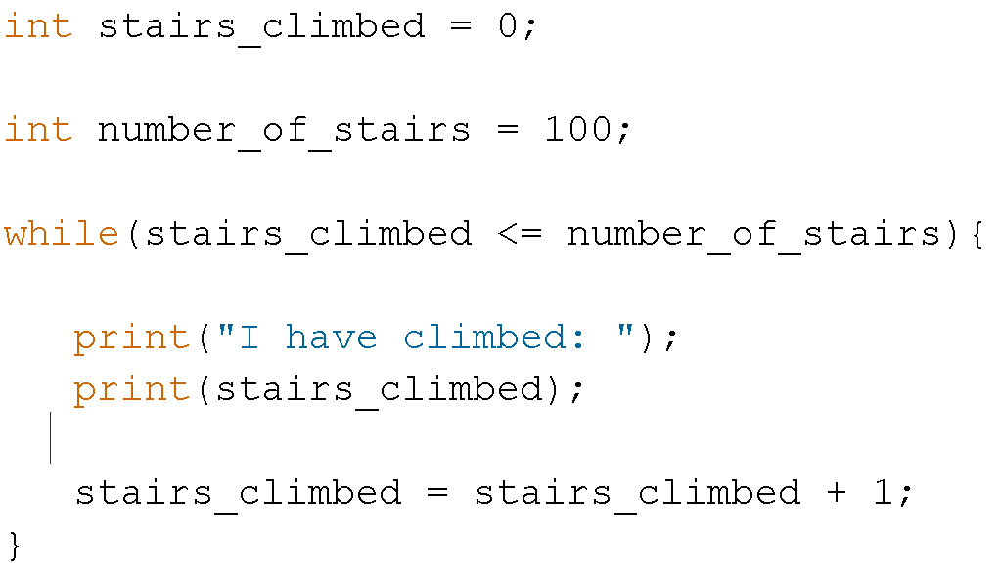 int stairs_climbed = 0;
int number_of_stairs = 100;
while(stairs_climbed <= number_of_stairs){
print("I have climbed: ");
print(stairs_climbed);
stairs_climbed = stairs_climbed + 1;
}